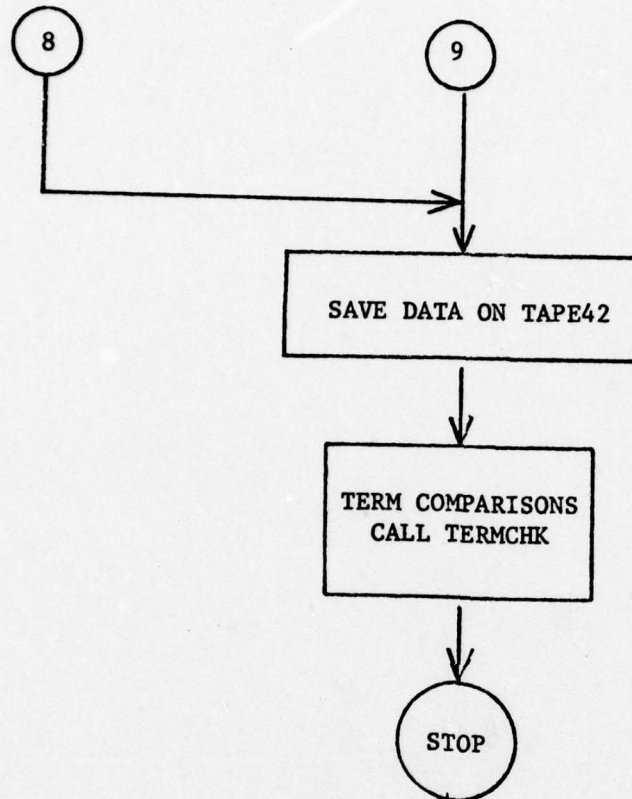 8
9
SAVE DATA ON TAPE42
TERM COMPARISONS
CALL TERMCHK
STOP